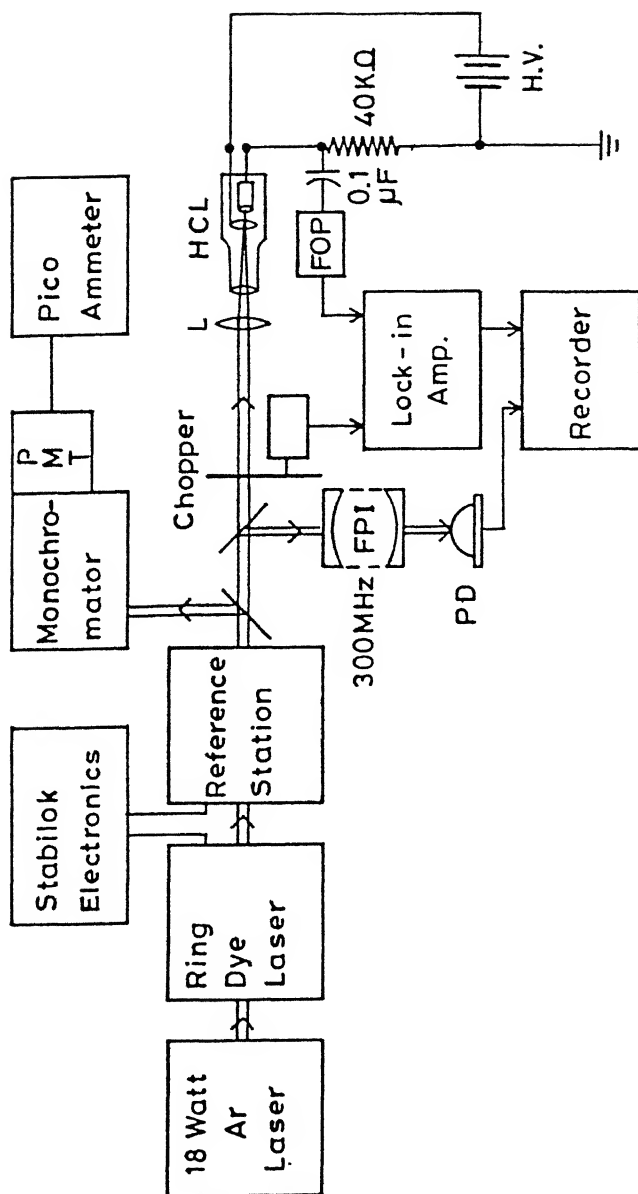 18 Watt
Ar
Laser
Ring
Dye
Laser
Stabilok
Electronics
Reference
Station
Monochro-
mator
PMT
Pico
Ammeter
Chopper
L
HCL
300MHz
FPI
PD
FOP
0.1
µF
40KΩ
H.V.
Lock-in
Amp.
Recorder